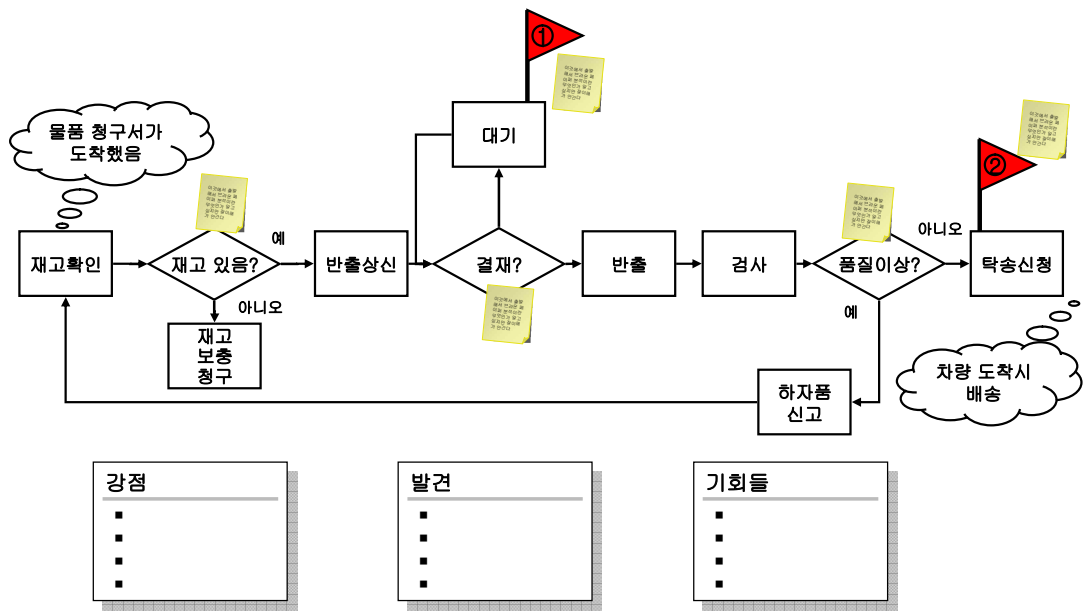 ①
대기
물품 청구서가
도착했음
②
재고확인
재고 있음?
예
반출상신
결재?
반출
검사
품질이상?
아니오
탁송신청
아니오
재고
보충
청구
예
하자품
신고
차량 도착시
배송
강점
발견
기회들